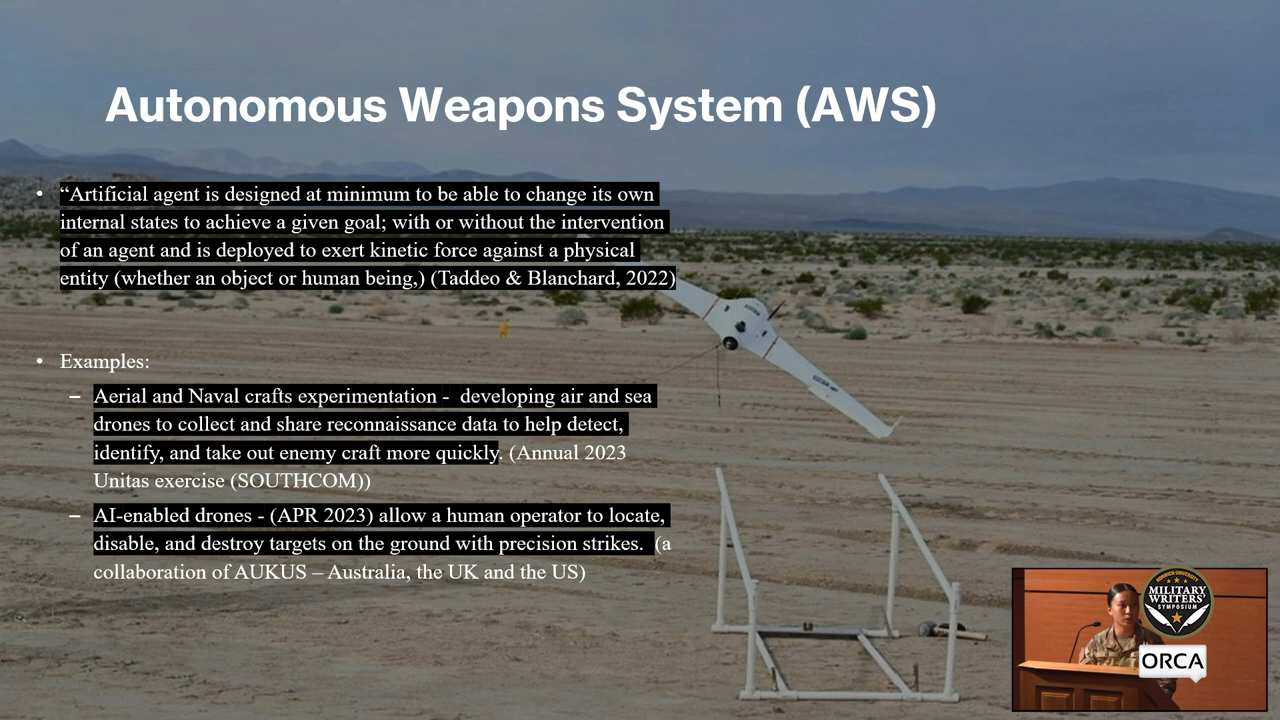 Autonomous Weapons System (AWS)
• “Artificial agent is designed at minimum to be able to change its own
internal states to achieve a given goal; with or without the intervention
of an agent and is deployed to exert kinetic force against a physical
entity (whether an object or human being,) (Taddeo & Blanchard, 2022)
• Examples:
– Aerial and Naval crafts experimentation -  developing air and sea
drones to collect and share reconnaissance data to help detect,
identify, and take out enemy craft more quickly. (Annual 2023
Unitas exercise (SOUTHCOM))
– AI-enabled drones - (APR 2023) allow a human operator to locate,
disable, and destroy targets on the ground with precision strikes.  (a
collaboration of AUKUS – Australia, the UK and the US)
NORWICH UNIVERSITY
MILITARY
WRITERS'
SYMPOSIUM
ORCA